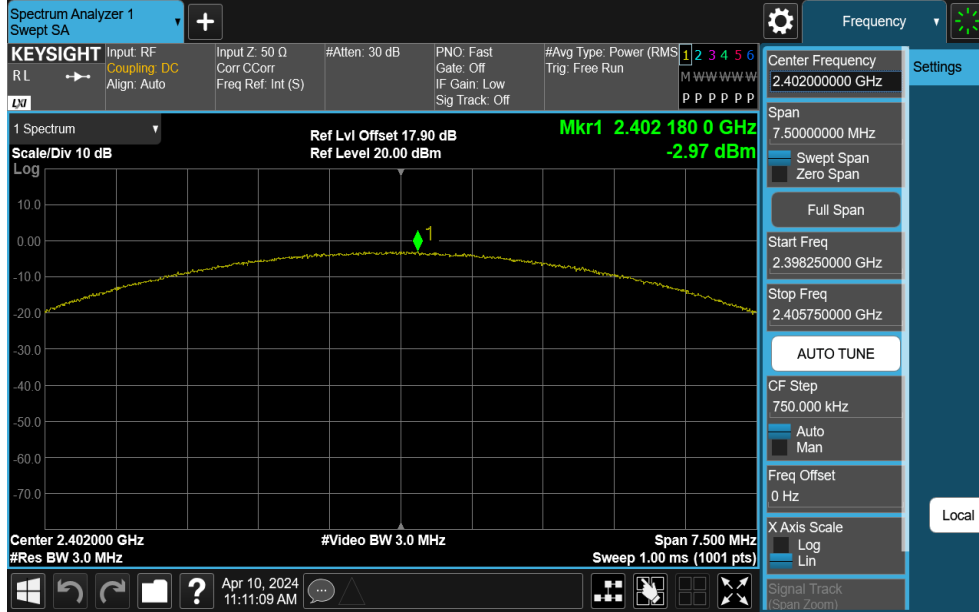 Spectrum Analyzer 1
Swept SA
Frequency
KEYSIGHT
RL
LXI
Input: RF
Coupling: DC
Align: Auto
Input Z: 50 Ω
Corr CCorr
Freq Ref: Int (S)
#Atten: 30 dB
PNO: Fast
Gate: Off
IF Gain: Low
Sig Track: Off
#Avg Type: Power (RMS
Trig: Free Run
1 2 3 4 5 6
M W W W W W
P P P P P P
1 Spectrum
Scale/Div 10 dB
Ref Lvl Offset 17.90 dB
Ref Level 20.00 dBm
Mkr1 2.402 180 0 GHz
-2.97 dBm
Log
10.0
0.00
-10.0
-20.0
-30.0
-40.0
-50.0
-60.0
-70.0
1
Center 2.402000 GHz
#Video BW 3.0 MHz
Span 7.500 MHz
#Res BW 3.0 MHz
Sweep 1.00 ms (1001 pts)
Center Frequency
2.402000000 GHz
Settings
Span
7.50000000 MHz
Swept Span
Zero Span
Full Span
Start Freq
2.398250000 GHz
Stop Freq
2.405750000 GHz
AUTO TUNE
CF Step
750.000 kHz
Auto
Man
Freq Offset
0 Hz
Local
X Axis Scale
Log
Lin
Signal Track
(Span Zoom)
?
Apr 10, 2024
11:11:09 AM